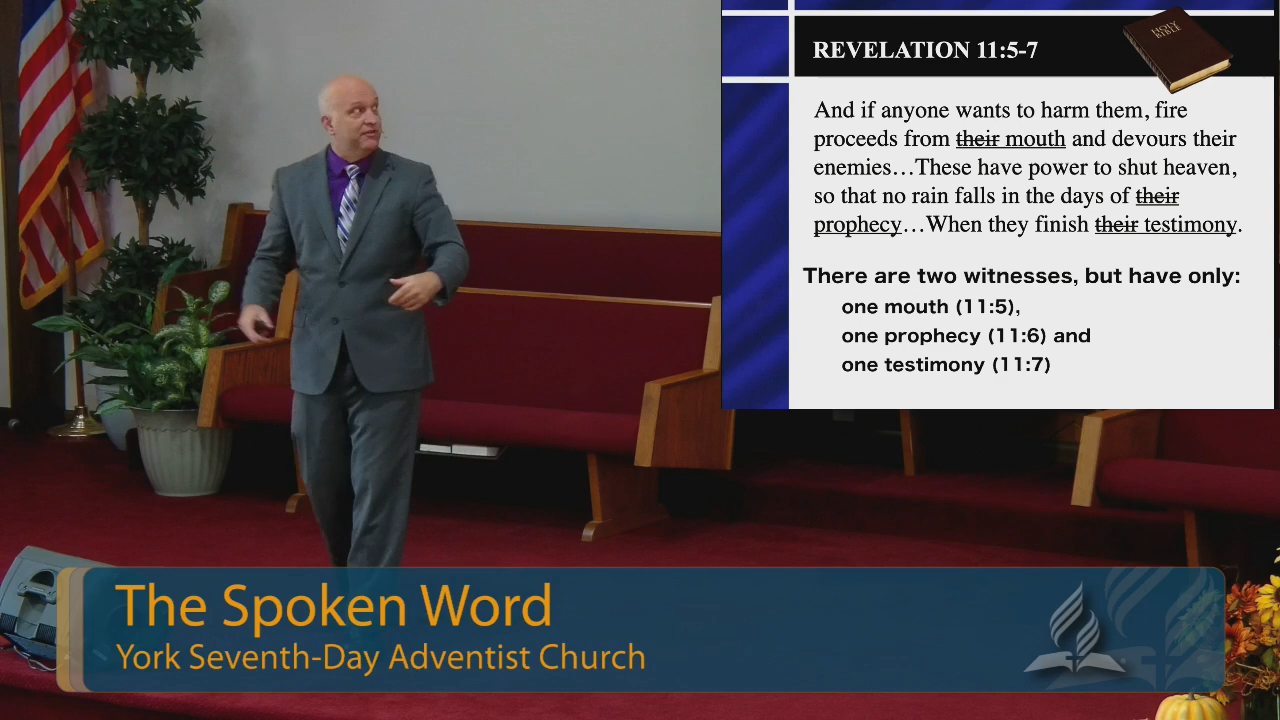 HOLY
BIBLE
REVELATION 11:5-7
And if anyone wants to harm them, fire
proceeds from their mouth and devours their
enemies…These have power to shut heaven,
so that no rain falls in the days of their
prophecy…When they finish their testimony.
There are two witnesses, but have only:
one mouth (11:5),
one prophecy (11:6) and
one testimony (11:7)
The Spoken Word
York Seventh-Day Adventist Church